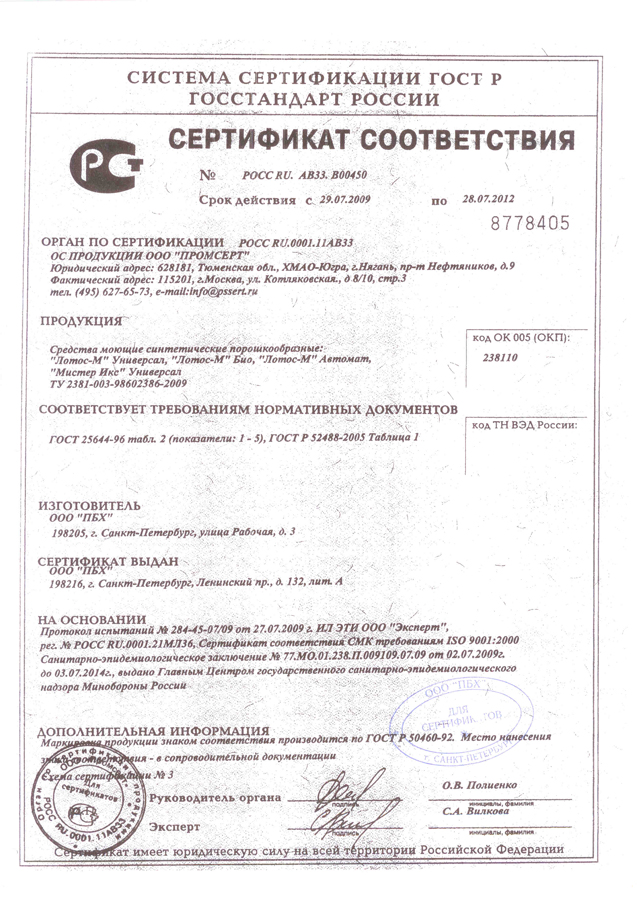 СИСТЕМА СЕРТИФИКАЦИИ ГОСТ Р
ГОССТАНДАРТ РОССИИ
СЕРТИФИКАТ СООТВЕТСТВИЯ
№ РОСС RU. АВ33. В00450
Срок действия с 29.07.2009 по 28.07.2012
8778405
ОРГАН ПО СЕРТИФИКАЦИИ РОСС RU.0001.11АВ33
ОС ПРОДУКЦИИ ООО "ПРОМСЕРТ"
Юридический адрес: 628181, Тюменская обл., ХМАО-Югра, г.Нягань, пр-т Нефтяников, д.9
Фактический адрес: 115201, г.Москва, ул. Котляковская., д 8/10, стр.3
тел. (495) 627-65-73, e-mail:info@pssert.ru
ПРОДУКЦИЯ
код ОК 005 (ОКП):
238110
Средства моющие синтетические порошкообразные:
"Лотос-М" Универсал, "Лотос-М" Био, "Лотос-М" Автомат,
"Мистер Икс" Универсал
ТУ 2381-003-98602386-2009
СООТВЕТСТВУЕТ ТРЕБОВАНИЯМ НОРМАТИВНЫХ ДОКУМЕНТОВ
код ТН ВЭД России:
ГОСТ 25644-96 табл. 2 (показатели: 1 - 5), ГОСТ Р 52488-2005 Таблица 1
ИЗГОТОВИТЕЛЬ
ООО "ПБХ"
198205, г. Санкт-Петербург, улица Рабочая, д. 3
СЕРТИФИКАТ ВЫДАН
ООО "ПБХ"
198216, г. Санкт-Петербург, Ленинский пр., д. 132, лит. А
НА ОСНОВАНИИ
Протокол испытаний № 284-45-07/09 от 27.07.2009 г. ИЛ ЭТИ ООО "Эксперт",
рег. № РОСС RU.0001.21МЛ36, Сертификат соответствия СМК требованиям ISO 9001:2000
Санитарно-эпидемиологическое заключение № 77.МО.01.238.П.009109.07.09 от 02.07.2009г.
до 03.07.2014г., выдано Главным Центром государственного санитарно-эпидемиологического
надзора Минобороны России
ООО "ПБХ"
ДЛЯ
СЕРТИФИК ТОВ
г. САНКТ-ПЕТЕРБУРГ
ДОПОЛНИТЕЛЬНАЯ ИНФОРМАЦИЯ
Маркировка продукции знаком соответствия производится по ГОСТ Р 50460-92. Место нанесения
знака соответствия - в сопроводительной документации
Схема сертификации № 3
Для
сертификатов
РОСС RU.0001.11АВ33
Руководитель органа
подпись
О.В. Полиенко
инициалы, фамилия
Эксперт
подпись
С.А. Вилкова
инициалы, фамилия
Сертификат имеет юридическую силу на всей территории Российской Федерации